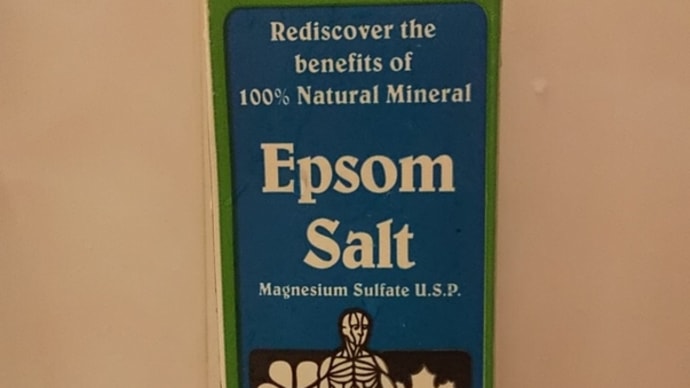 Rediscover the
benefits of
100% Natural Mineral
Epsom
Salt
Magnesium Sulfate U.S.P.